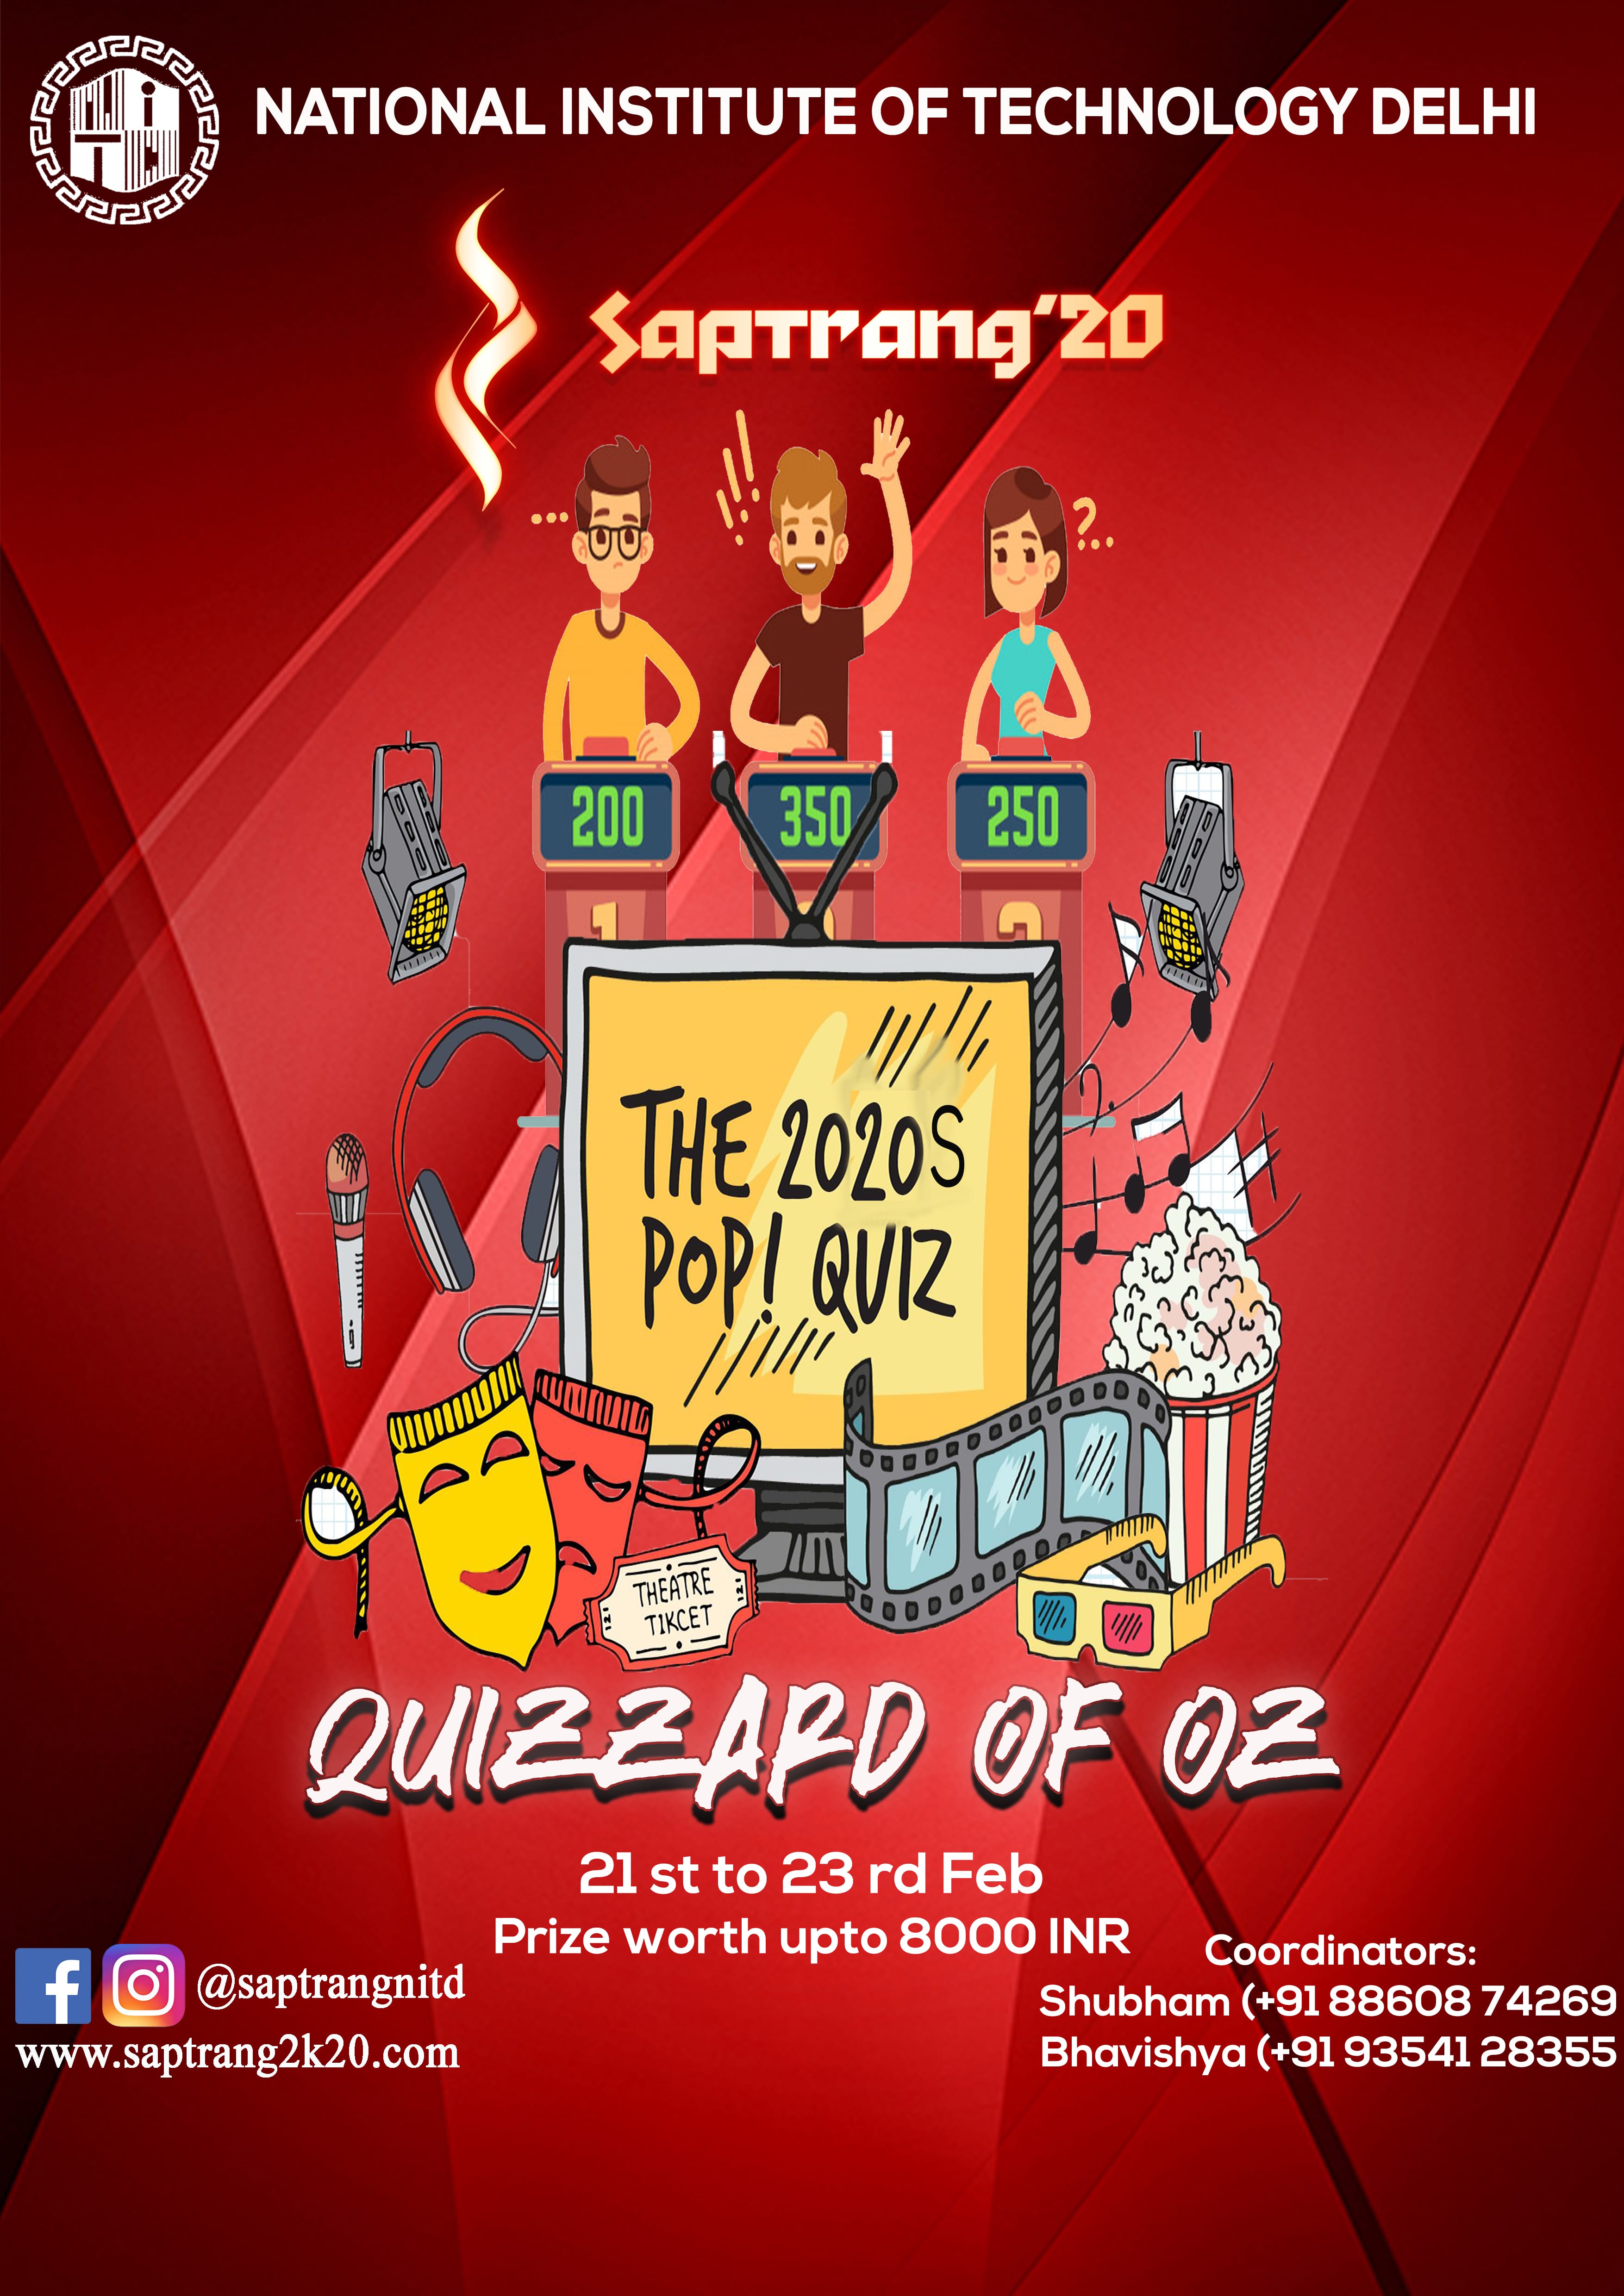 NATIONAL INSTITUTE OF TECHNOLOGY DELHI
Saptrang'20
200
350
250
1
THE 2020S
POP! QUIZ
THEATRE
TIKCET
QUIZZARD OF OZ
21 st to 23 rd Feb
Prize worth upto 8000 INR
@saptrangnitd
www.saptrang2k20.com
Coordinators:
Shubham (+91 88608 74269
Bhavishya (+91 93541 28355